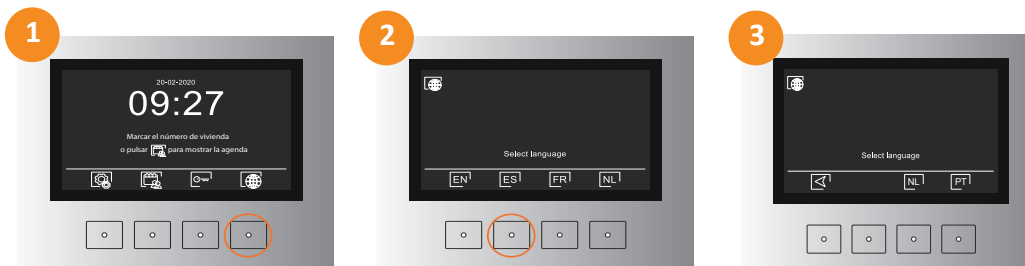 1
20-02-2020
09:27
Marcar el número de vivienda
o pulsar para mostrar la agenda
2
Select language
EN ES FR NL
3
Select language
NL PT